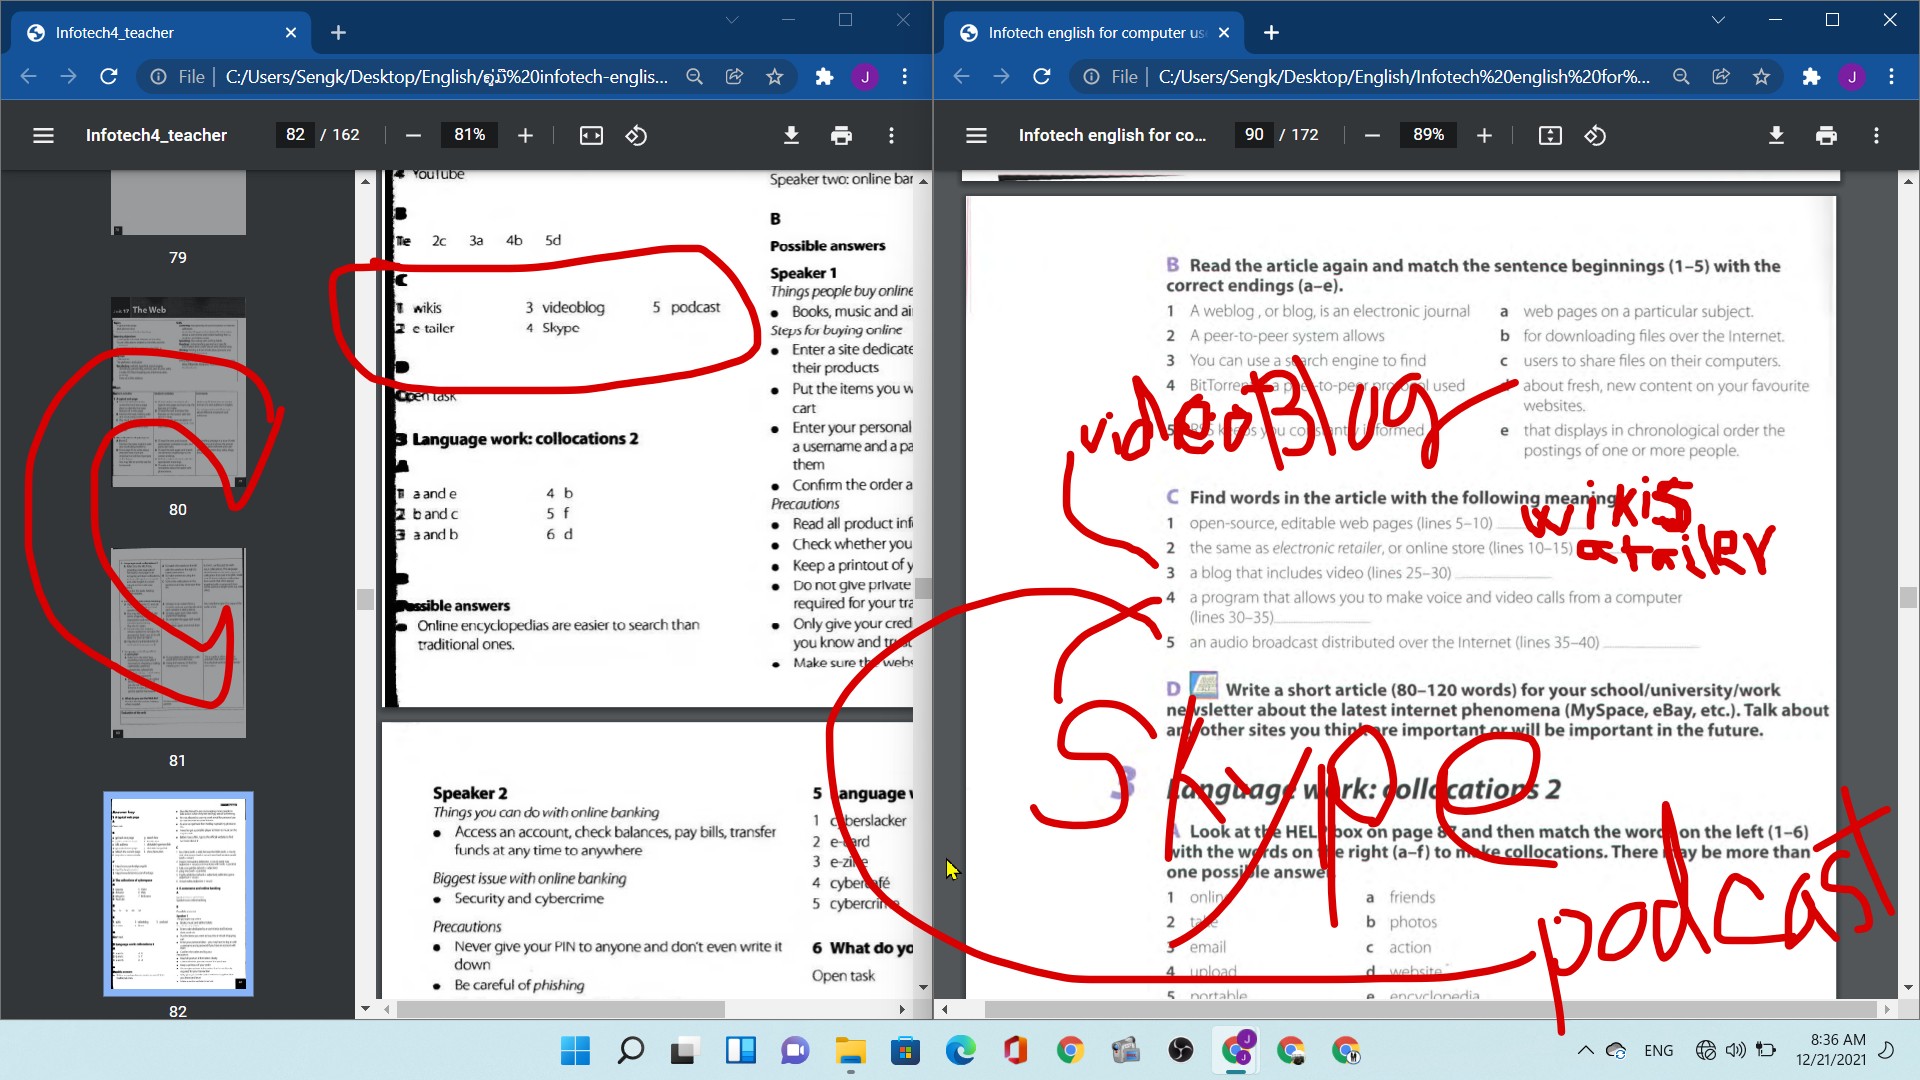 Infotech4_teacher
Infotech english for computer us
File
C:/Users/Sengk/Desktop/English/គូមី%20infotech-englis...
J
File
C:/Users/Sengk/Desktop/English/Infotech%20english%20for%...
J
Infotech4_teacher
82 / 162
81%
Infotech english for co...
90 / 172
89%
79
The Web
80
81
82
4 YouTube
B
1e 2c 3a 4b 5d
C
1 wikis 3 videoblog 5 podcast
2 e-tailer 4 Skype
D
Open task
3 Language work: collocations 2
A
1 a and e 4 b
2 b and c 5 f
3 a and b 6 d
Possible answers
Online encyclopedias are easier to search than
traditional ones.
Speaker two: online ban
B
Possible answers
Speaker 1
Things people buy online
• Books, music and ai
Steps for buying online
• Enter a site dedicate
their products
• Put the items you w
cart
• Enter your personal
a username and a pa
them
• Confirm the order a
Precautions
• Read all product inf
• Check whether you
• Keep a printout of y
• Do not give private
required for your tra
• Only give your cred
you know and trust
• Make sure the webs
Speaker 2
Things you can do with online banking
• Access an account, check balances, pay bills, transfer
funds at any time to anywhere
Biggest issue with online banking
• Security and cybercrime
Precautions
• Never give your PIN to anyone and don't even write it
down
• Be careful of phishing
5 Language w
1 cyberslacker
2 e-card
3 e-zine
4 cybercafé
5 cybercrime
6 What do yo
Open task
B Read the article again and match the sentence beginnings (1–5) with the
correct endings (a–e).
1 A weblog , or blog, is an electronic journal
2 A peer-to-peer system allows
3 You can use a search engine to find
4 BitTorrent is a peer-to-peer protocol used
5 RSS keeps you constantly informed
a web pages on a particular subject.
b for downloading files over the Internet.
c users to share files on their computers.
d about fresh, new content on your favourite
websites.
e that displays in chronological order the
postings of one or more people.
videoBlog
C Find words in the article with the following meaning
1 open-source, editable web pages (lines 5–10)
wikis
2 the same as electronic retailer, or online store (lines 10–15)
etailer
3 a blog that includes video (lines 25–30)
4 a program that allows you to make voice and video calls from a computer
(lines 30–35)
5 an audio broadcast distributed over the Internet (lines 35–40)
D Write a short article (80–120 words) for your school/university/work
newsletter about the latest internet phenomena (MySpace, eBay, etc.). Talk about
any other sites you think are important or will be important in the future.
Skype
3 Language work: collocations 2
A Look at the HELP box on page 87 and then match the words on the left (1–6)
with the words on the right (a–f) to make collocations. There may be more than
one possible answer.
podcast
1 online a friends
2 take b photos
3 email c action
4 upload d website
5 portable e encyclopedia
ENG
8:36 AM
12/21/2021